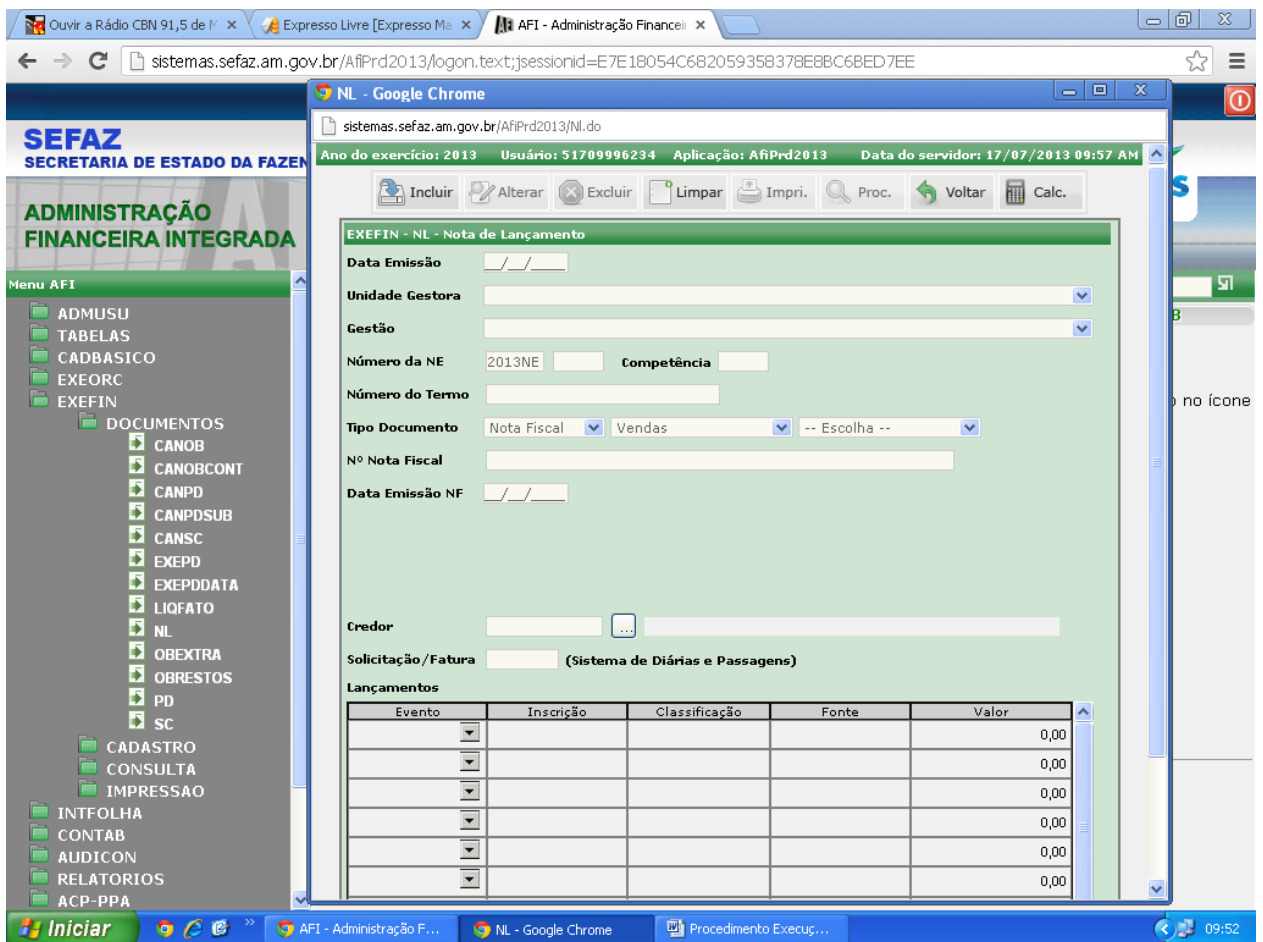 Ouvir a Rádio CBN 91,5 de M
Expresso Livre [Expresso Ma
AFI - Administração Financeir
sistemas.sefaz.am.gov.br/AfiPrd2013/logon.text;jsessionid=E7E18054C6B2059358378E8BC6BED7EE
NL - Google Chrome
sistemas.sefaz.am.gov.br/AfiPrd2013/Nl.do
SEFAZ
SECRETARIA DE ESTADO DA FAZEN
Ano do exercício: 2013 Usuário: 51709996234 Aplicação: AfiPrd2013 Data do servidor: 17/07/2013 09:57 AM
Incluir Alterar Excluir Limpar Impri. Proc. Voltar Calc.
S
ADMINISTRAÇÃO
FINANCEIRA INTEGRADA
Menu AFI
ADMUSU
TABELAS
CADBASICO
EXEORC
EXEFIN
DOCUMENTOS
CANOB
CANOBCONT
CANPD
CANPDSUB
CANSC
EXEPD
EXEPDDATA
LIQFATO
NL
OBEXTRA
OBRESTOS
PD
SC
CADASTRO
CONSULTA
IMPRESSAO
INTFOLHA
CONTAB
AUDICON
RELATORIOS
ACP-PPA
EXEFIN - NL - Nota de Lançamento
Data Emissão __/__/____
Unidade Gestora
Gestão
Número da NE 2013NE Competência
Número do Termo
Tipo Documento Nota Fiscal Vendas -- Escolha --
Nº Nota Fiscal
Data Emissão NF __/__/____
Credor ...
Solicitação/Fatura (Sistema de Diárias e Passagens)
Lançamentos
Evento Inscrição Classificação Fonte Valor
0,00
0,00
0,00
0,00
0,00
0,00
o no ícone
Iniciar
AFI - Administração F...
NL - Google Chrome
Procedimento Execuç...
09:52